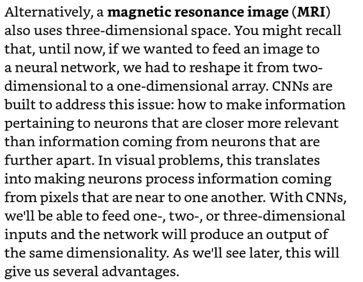 Alternatively, a magnetic resonance image (MRI)
also uses three-dimensional space. You might recall
that, until now, if we wanted to feed an image to
a neural network, we had to reshape it from two-
dimensional to a one-dimensional array. CNNs are
built to address this issue: how to make information
pertaining to neurons that are closer more relevant
than information coming from neurons that are
further apart. In visual problems, this translates
into making neurons process information coming
from pixels that are near to one another. With CNNs,
we'll be able to feed one-, two-, or three-dimensional
inputs and the network will produce an output of
the same dimensionality. As we'll see later, this will
give us several advantages.